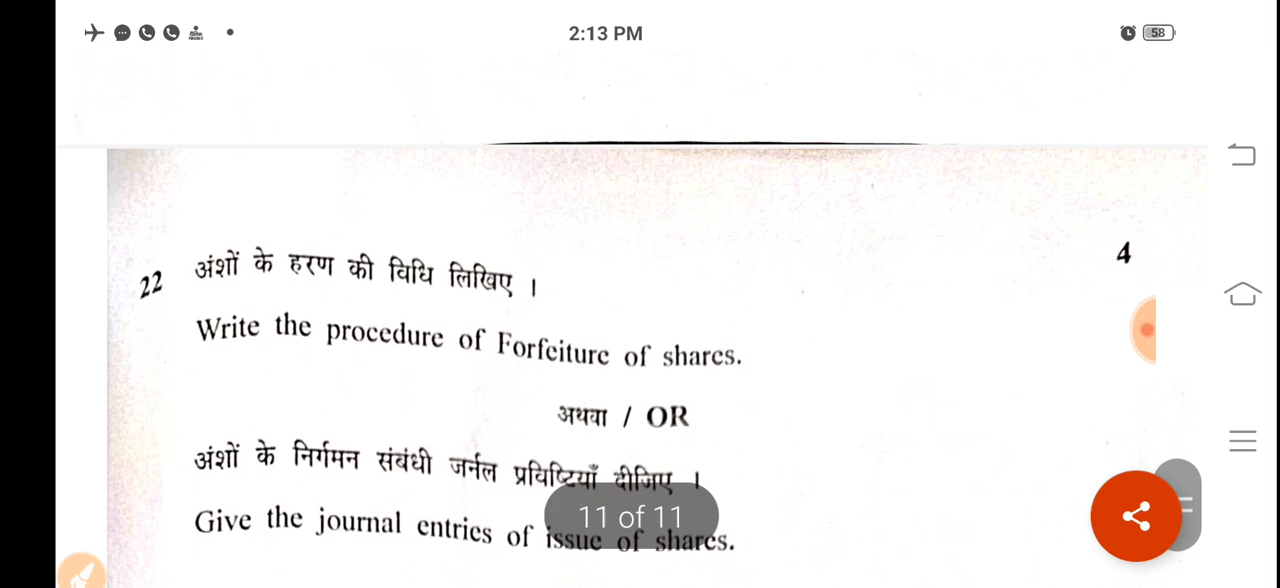 2:13 PM
58
22 अंशों के हरण की विधि लिखिए ।
4
Write the procedure of Forfeiture of shares.
अथवा / OR
अंशों के निर्गमन संबंधी जर्नल प्रविष्टियाँ दीजिए ।
11 of 11
Give the journal entries of issue of shares.